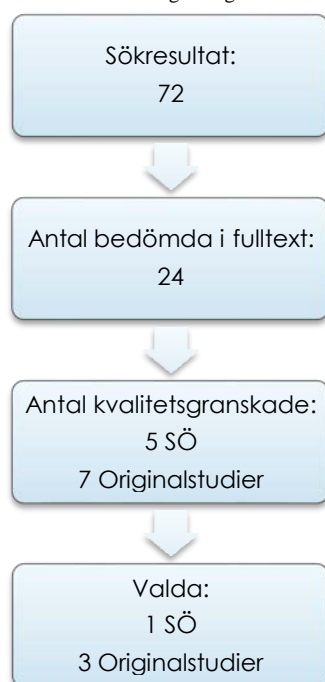 Sökresultat:
72
Antal bedömda i fulltext:
24
Antal kvalitetsgranskade:
5 SÖ
7 Originalstudier
Valda:
1 SÖ
3 Originalstudier